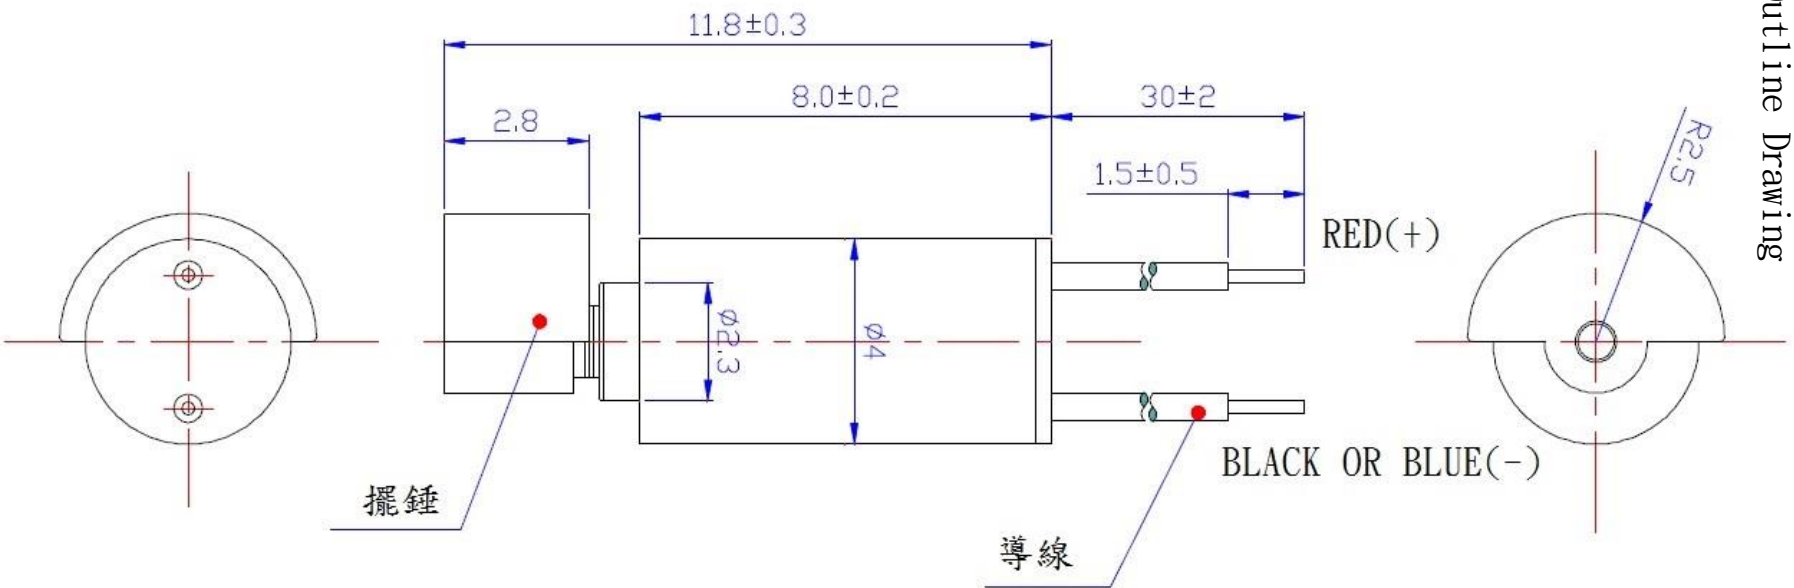 11.8±0.3
8.0±0.2
30±2
2.8
1.5±0.5
R2.5
Outline Drawing
RED(+)
ø2.3
ø4
BLACK OR BLUE(-)
擺錘
導線